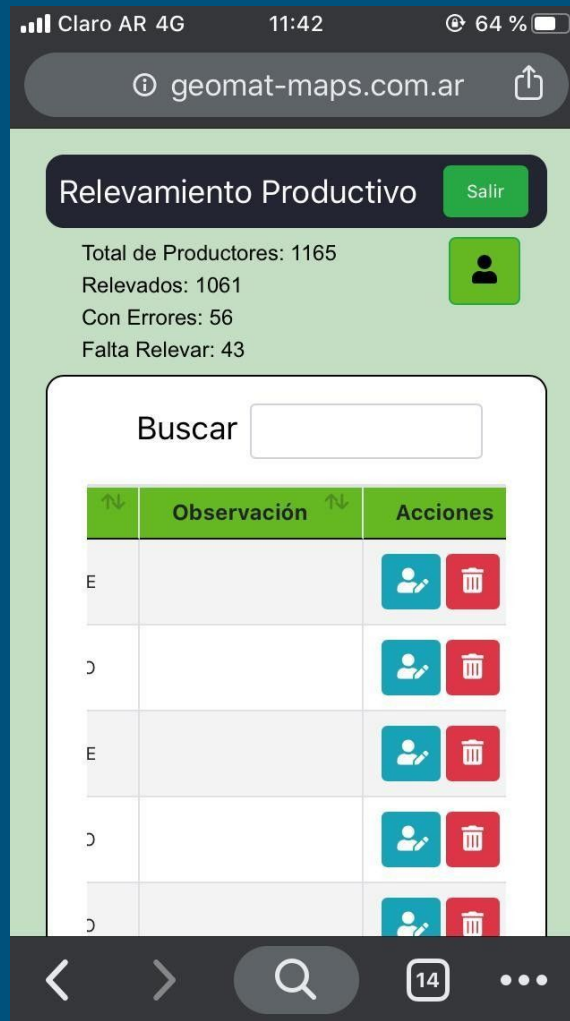 Claro AR 4G 11:42 64 %
geomat-maps.com.ar
Relevamiento Productivo Salir
Total de Productores: 1165
Relevados: 1061
Con Errores: 56
Falta Relevar: 43
Buscar
Observación Acciones
E
O
E
O
O
14